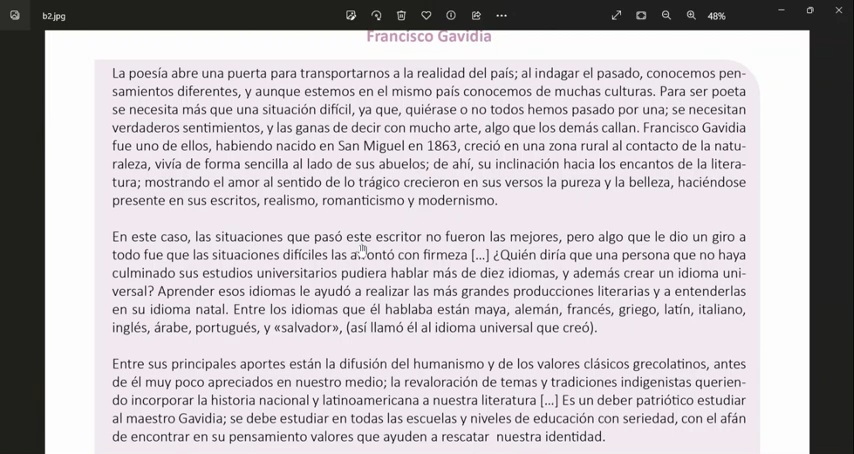 b2.jpg
48%
Francisco Gavidia
La poesía abre una puerta para transportarnos a la realidad del país; al indagar el pasado, conocemos pen-
samientos diferentes, y aunque estemos en el mismo país conocemos de muchas culturas. Para ser poeta
se necesita más que una situación difícil, ya que, quiérase o no todos hemos pasado por una; se necesitan
verdaderos sentimientos, y las ganas de decir con mucho arte, algo que los demás callan. Francisco Gavidia
fue uno de ellos, habiendo nacido en San Miguel en 1863, creció en una zona rural al contacto de la natu-
raleza, vivía de forma sencilla al lado de sus abuelos; de ahí, su inclinación hacia los encantos de la litera-
tura; mostrando el amor al sentido de lo trágico crecieron en sus versos la pureza y la belleza, haciéndose
presente en sus escritos, realismo, romanticismo y modernismo.
En este caso, las situaciones que pasó este escritor no fueron las mejores, pero algo que le dio un giro a
todo fue que las situaciones difíciles las afrontó con firmeza [...] ¿Quién diría que una persona que no haya
culminado sus estudios universitarios pudiera hablar más de diez idiomas, y además crear un idioma uni-
versal? Aprender esos idiomas le ayudó a realizar las más grandes producciones literarias y a entenderlas
en su idioma natal. Entre los idiomas que él hablaba están maya, alemán, francés, griego, latín, italiano,
inglés, árabe, portugués, y «salvador», (así llamó él al idioma universal que creó).
Entre sus principales aportes están la difusión del humanismo y de los valores clásicos grecolatinos, antes
de él muy poco apreciados en nuestro medio; la revaloración de temas y tradiciones indigenistas querien-
do incorporar la historia nacional y latinoamericana a nuestra literatura [...] Es un deber patriótico estudiar
al maestro Gavidia; se debe estudiar en todas las escuelas y niveles de educación con seriedad, con el afán
de encontrar en su pensamiento valores que ayuden a rescatar nuestra identidad.